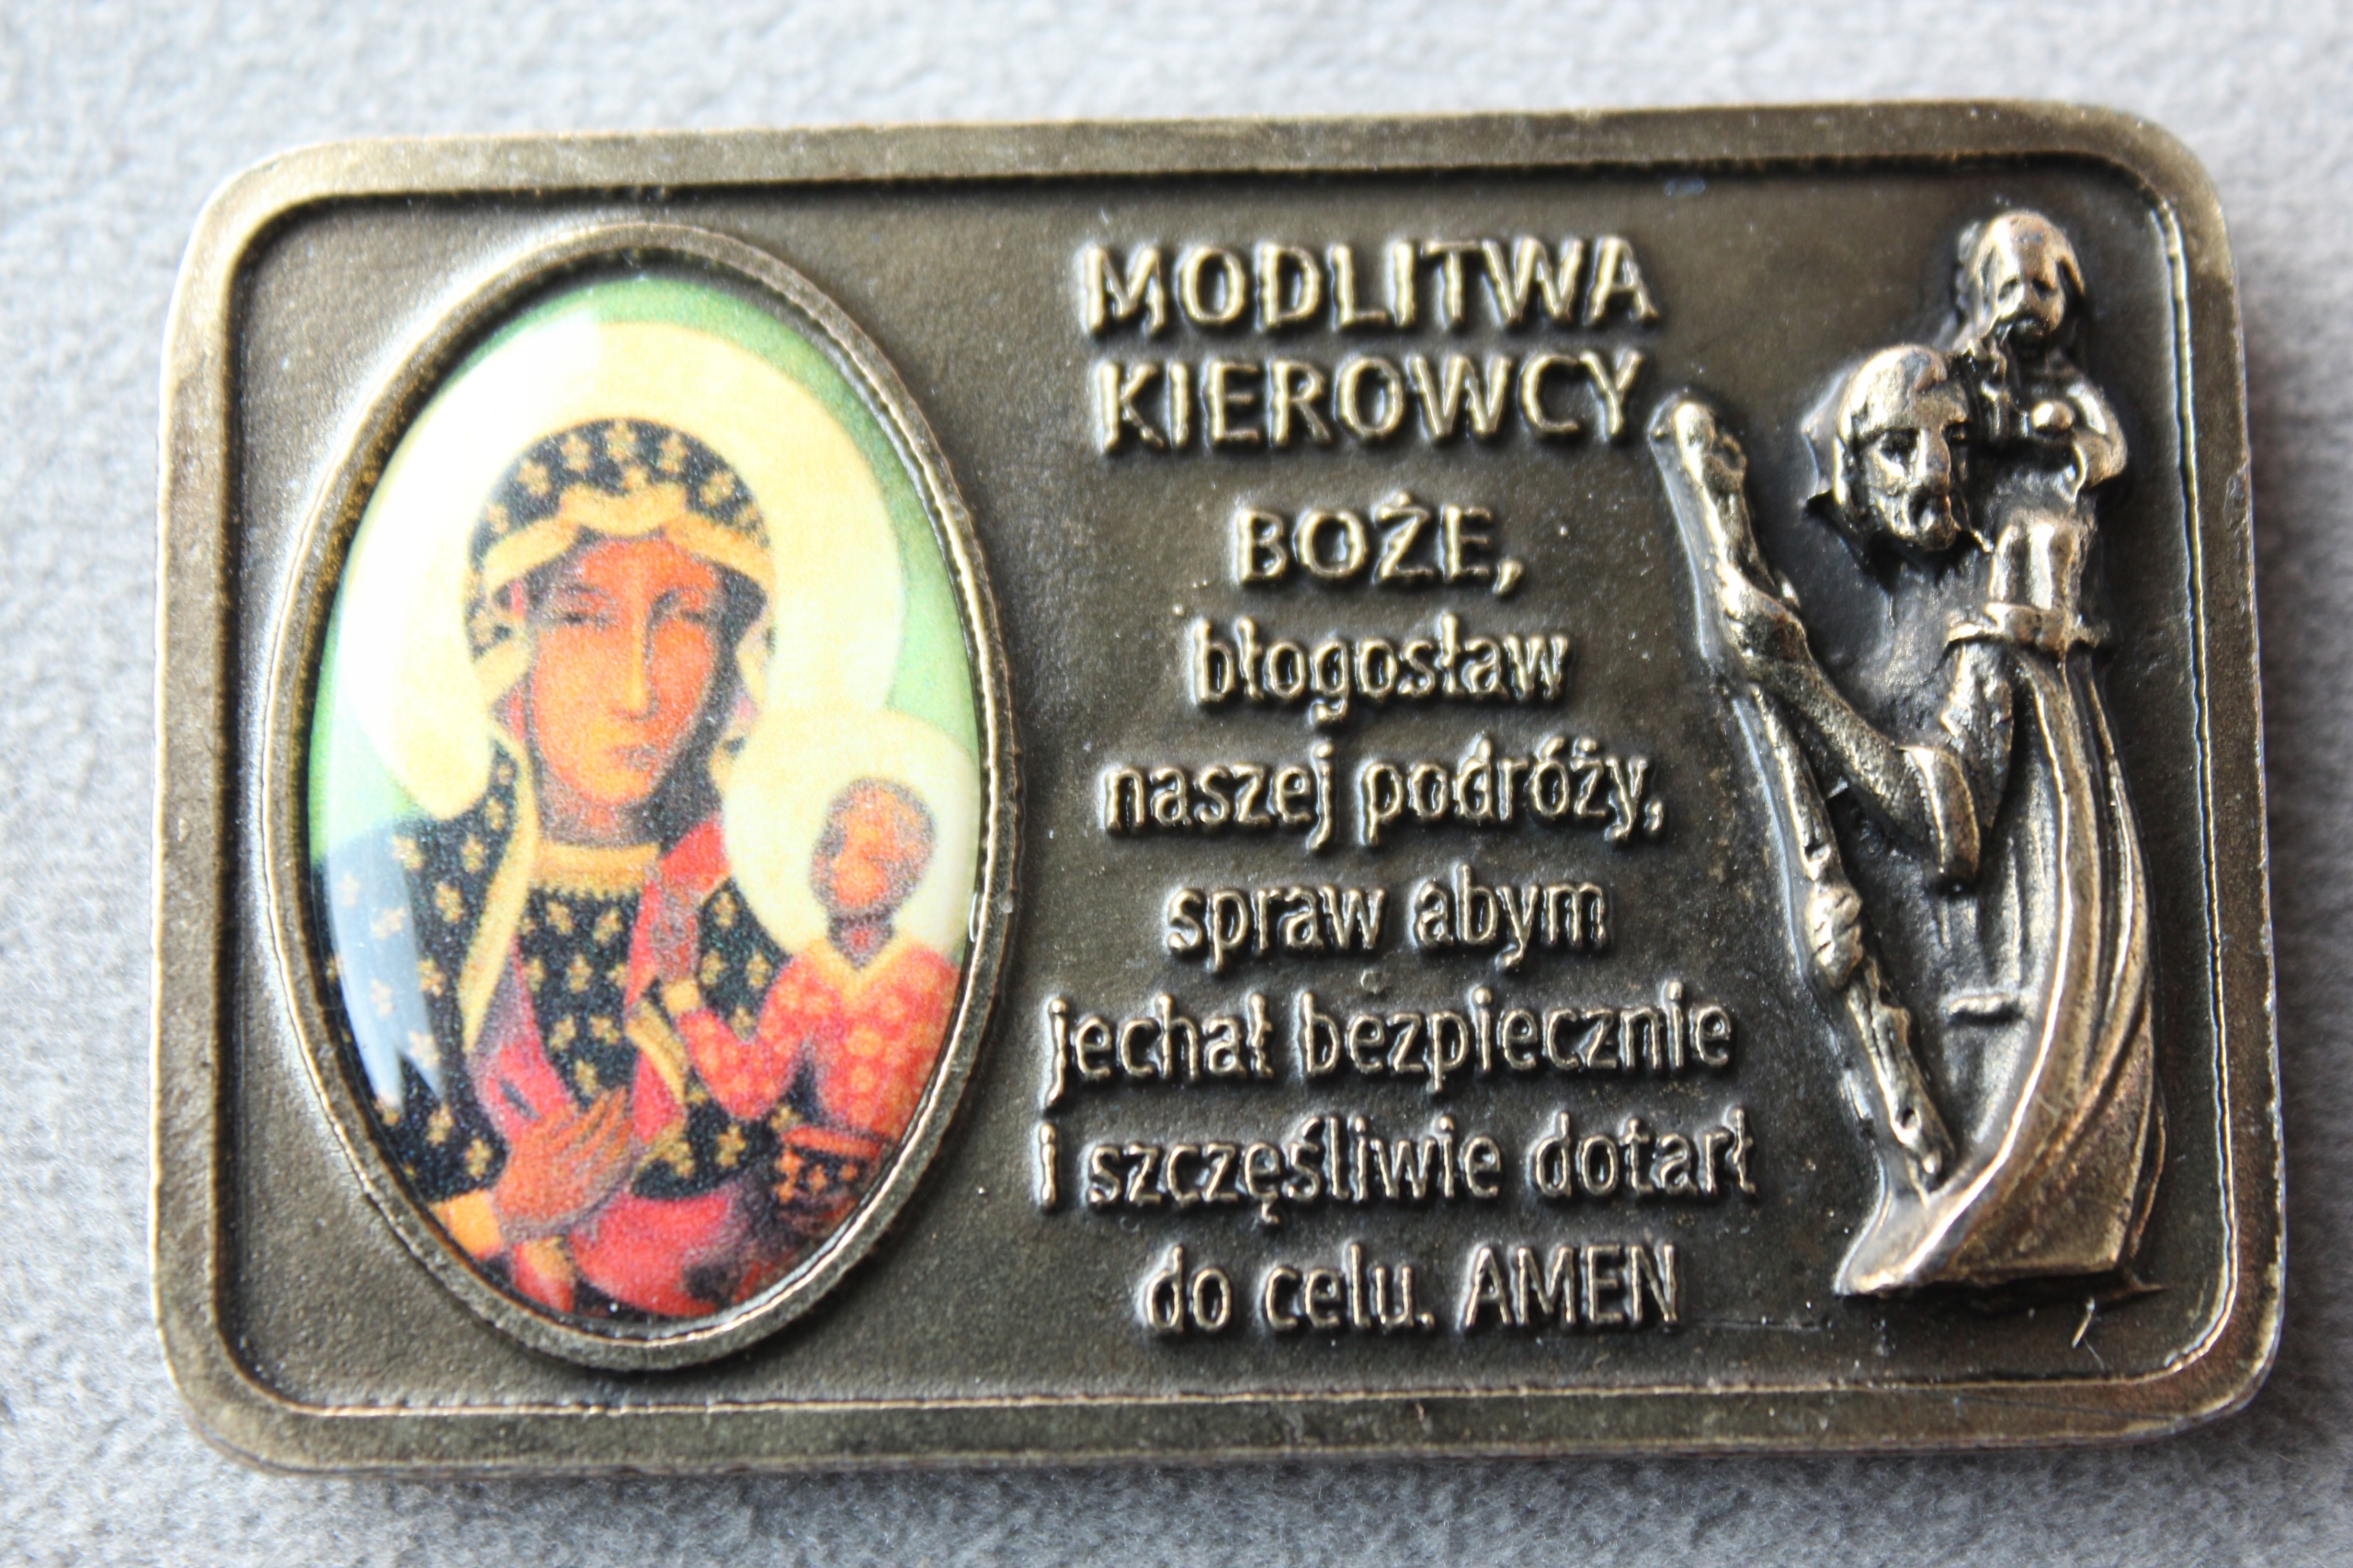 MODLITWA
KIEROWCY
BOŻE,
błogosław
naszej podróży,
spraw abym
jechał bezpiecznie
i szczęśliwie dotarł
do celu. AMEN